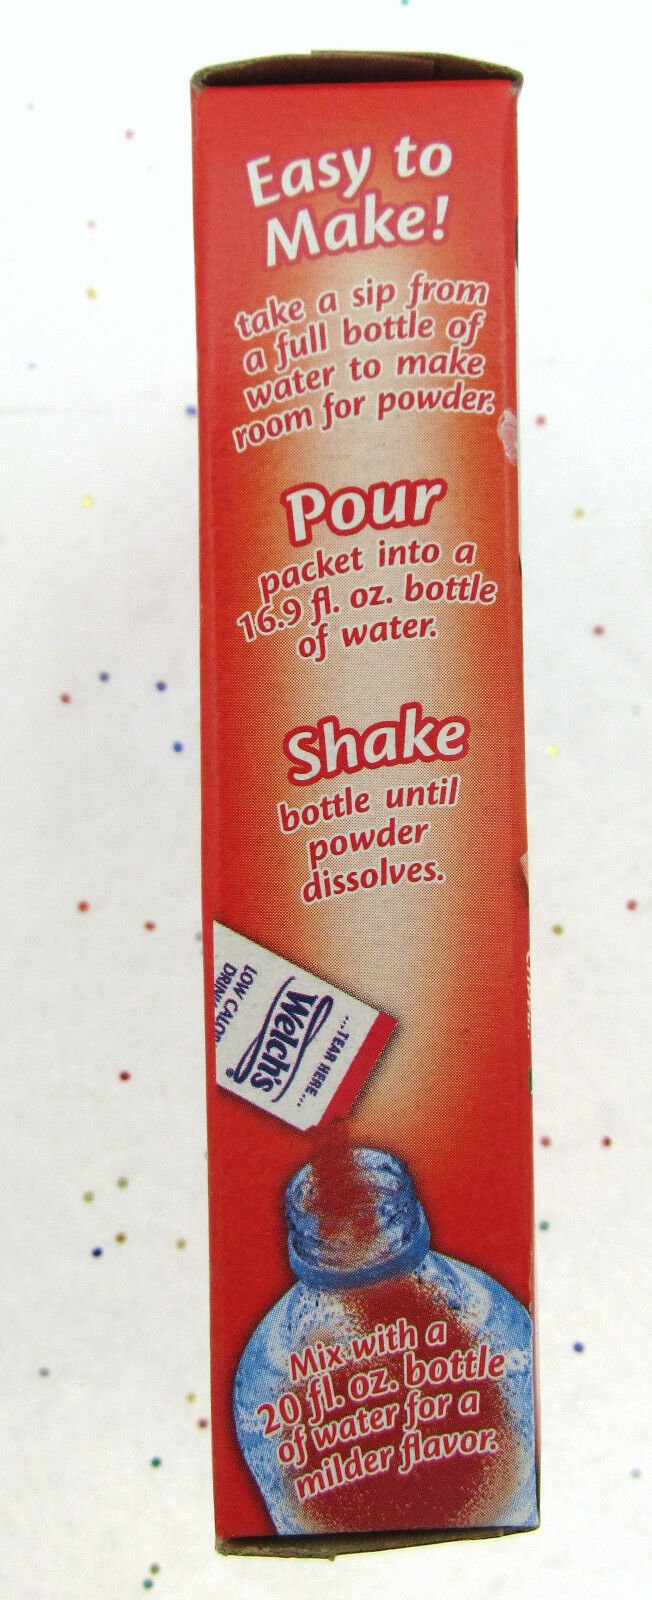 Easy to
Make!
take a sip from
a full bottle of
water to make
room for powder.
Pour
packet into a
16.9 fl. oz. bottle
of water.
Shake
bottle until
powder
dissolves.
...TEAR HERE...
Welch's®
LOW CALOR
DRIN
Mix with a
20 fl. oz. bottle
of water for a
milder flavor.